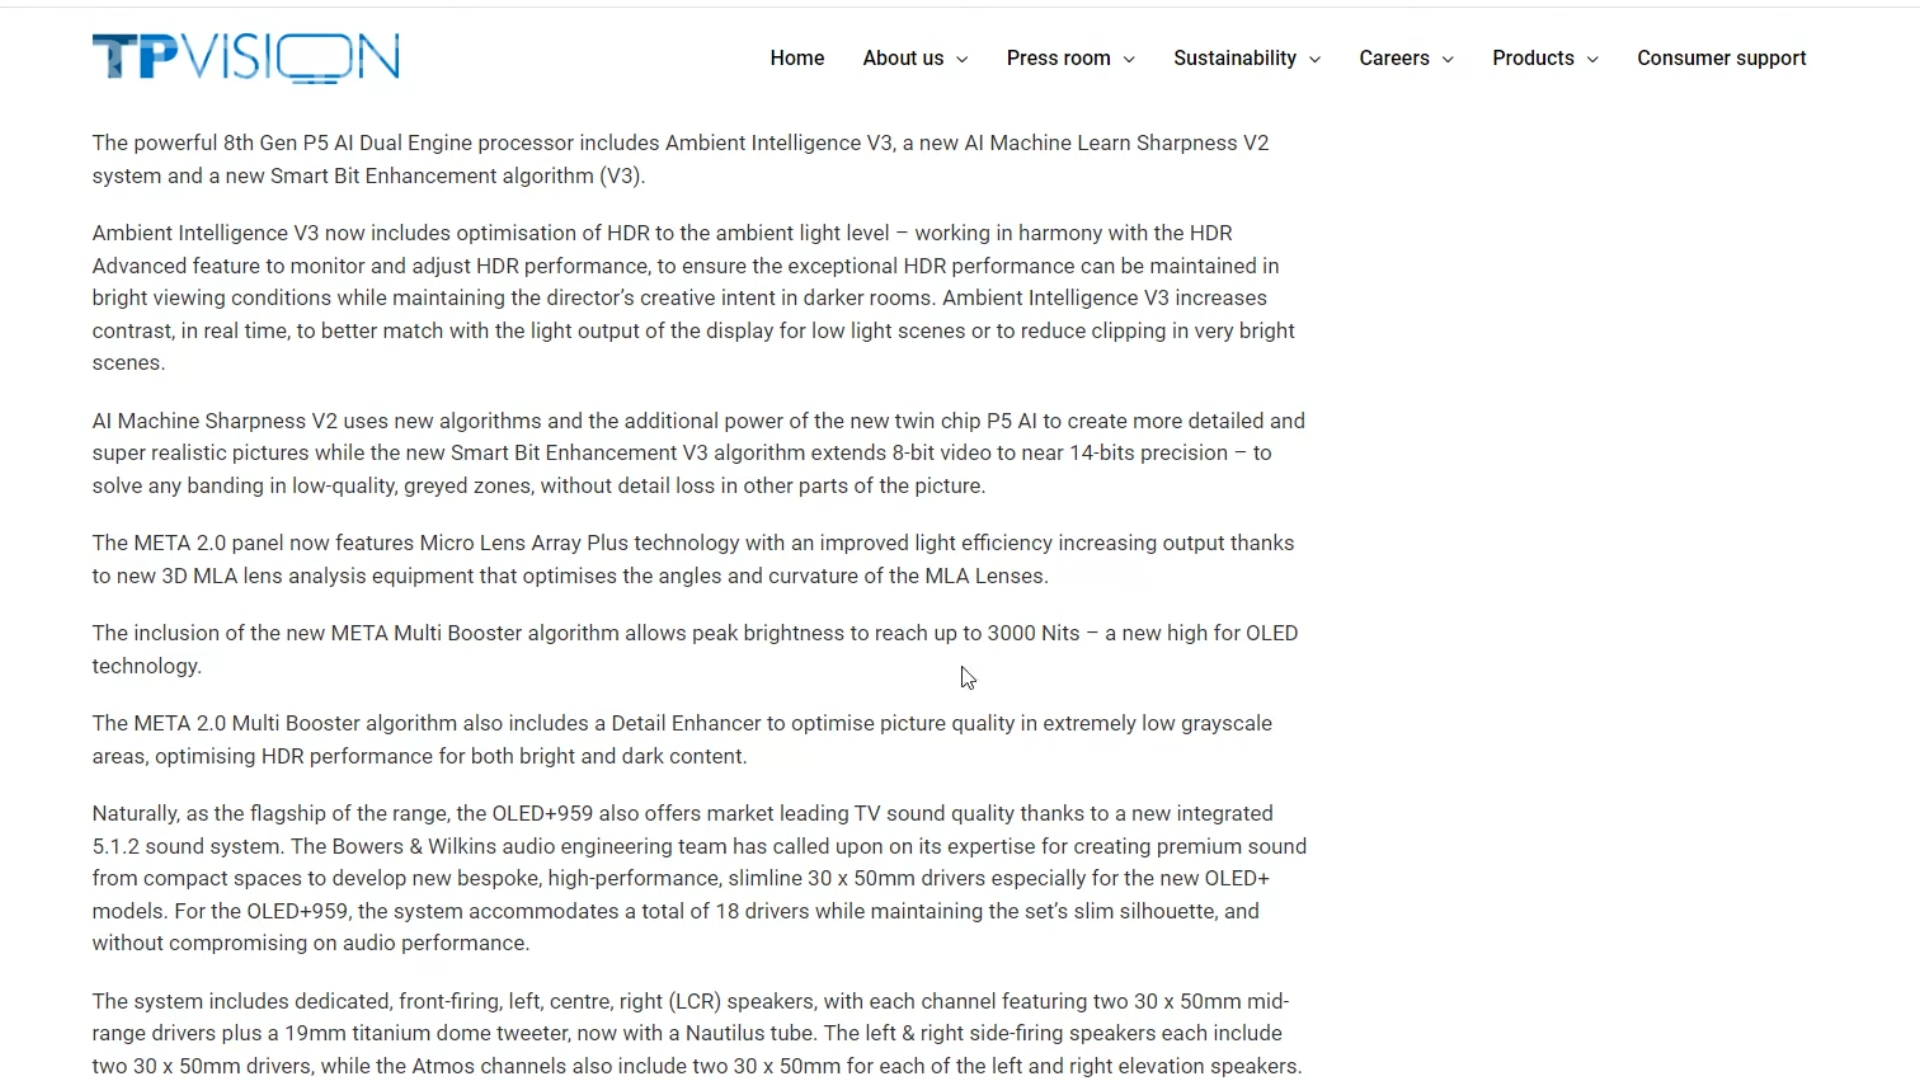 TPVISION
Home About us Press room Sustainability Careers Products Consumer support
The powerful 8th Gen P5 AI Dual Engine processor includes Ambient Intelligence V3, a new AI Machine Learn Sharpness V2
system and a new Smart Bit Enhancement algorithm (V3).
Ambient Intelligence V3 now includes optimisation of HDR to the ambient light level – working in harmony with the HDR
Advanced feature to monitor and adjust HDR performance, to ensure the exceptional HDR performance can be maintained in
bright viewing conditions while maintaining the director’s creative intent in darker rooms. Ambient Intelligence V3 increases
contrast, in real time, to better match with the light output of the display for low light scenes or to reduce clipping in very bright
scenes.
AI Machine Sharpness V2 uses new algorithms and the additional power of the new twin chip P5 AI to create more detailed and
super realistic pictures while the new Smart Bit Enhancement V3 algorithm extends 8-bit video to near 14-bits precision – to
solve any banding in low-quality, greyed zones, without detail loss in other parts of the picture.
The META 2.0 panel now features Micro Lens Array Plus technology with an improved light efficiency increasing output thanks
to new 3D MLA lens analysis equipment that optimises the angles and curvature of the MLA Lenses.
The inclusion of the new META Multi Booster algorithm allows peak brightness to reach up to 3000 Nits – a new high for OLED
technology.
The META 2.0 Multi Booster algorithm also includes a Detail Enhancer to optimise picture quality in extremely low grayscale
areas, optimising HDR performance for both bright and dark content.
Naturally, as the flagship of the range, the OLED+959 also offers market leading TV sound quality thanks to a new integrated
5.1.2 sound system. The Bowers & Wilkins audio engineering team has called upon on its expertise for creating premium sound
from compact spaces to develop new bespoke, high-performance, slimline 30 x 50mm drivers especially for the new OLED+
models. For the OLED+959, the system accommodates a total of 18 drivers while maintaining the set’s slim silhouette, and
without compromising on audio performance.
The system includes dedicated, front-firing, left, centre, right (LCR) speakers, with each channel featuring two 30 x 50mm mid-
range drivers plus a 19mm titanium dome tweeter, now with a Nautilus tube. The left & right side-firing speakers each include
two 30 x 50mm drivers, while the Atmos channels also include two 30 x 50mm for each of the left and right elevation speakers.